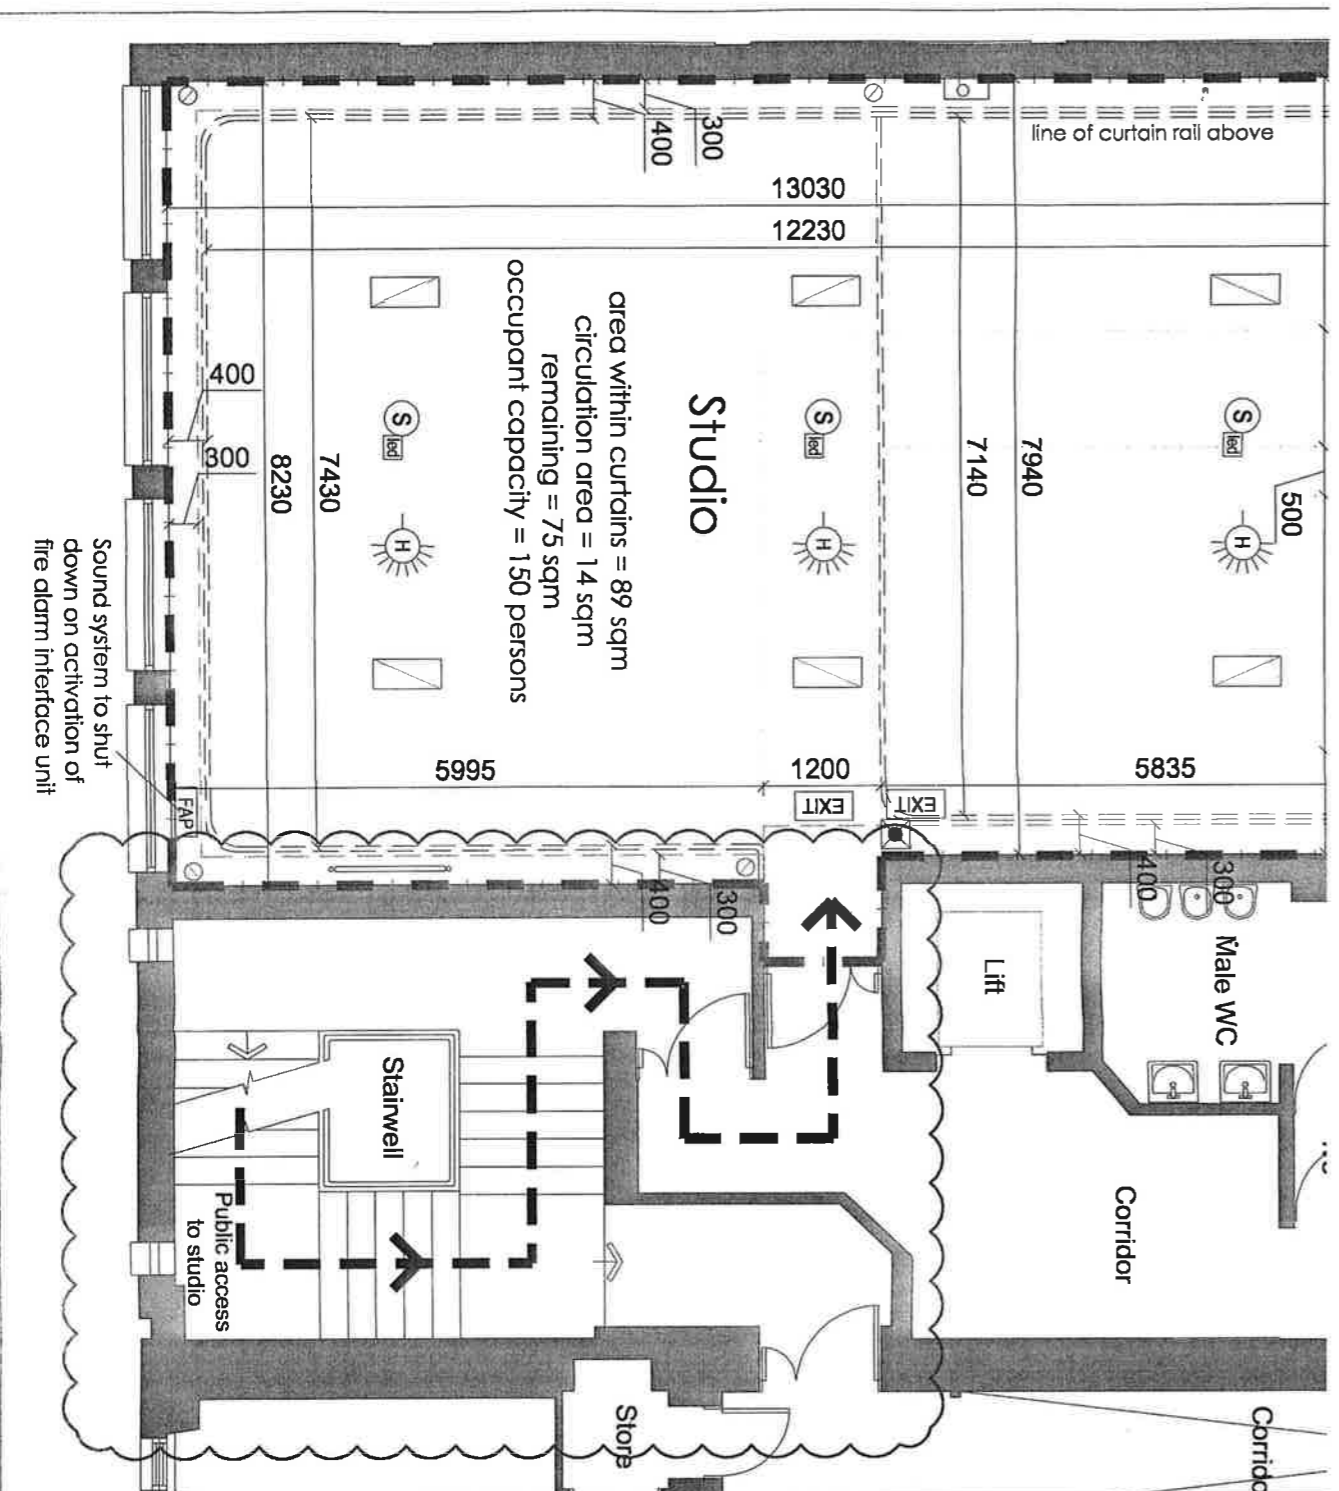 line of curtain rail above
300
400
13030
12230
area within curtains = 89 sqm
circulation area = 14 sqm
remaining = 75 sqm
occupant capacity = 150 persons
Studio
S
led
S
led
S
led
H
H
H
400
300
8230
7430
7140
7940
500
Sound system to shut
down on activation of
fire alarm interface unit
5995
1200
5835
FAP
EXIT
EXIT
400
300
400
300
Lift
Male WC
Stairwell
Public access
to studio
Corridor
Store